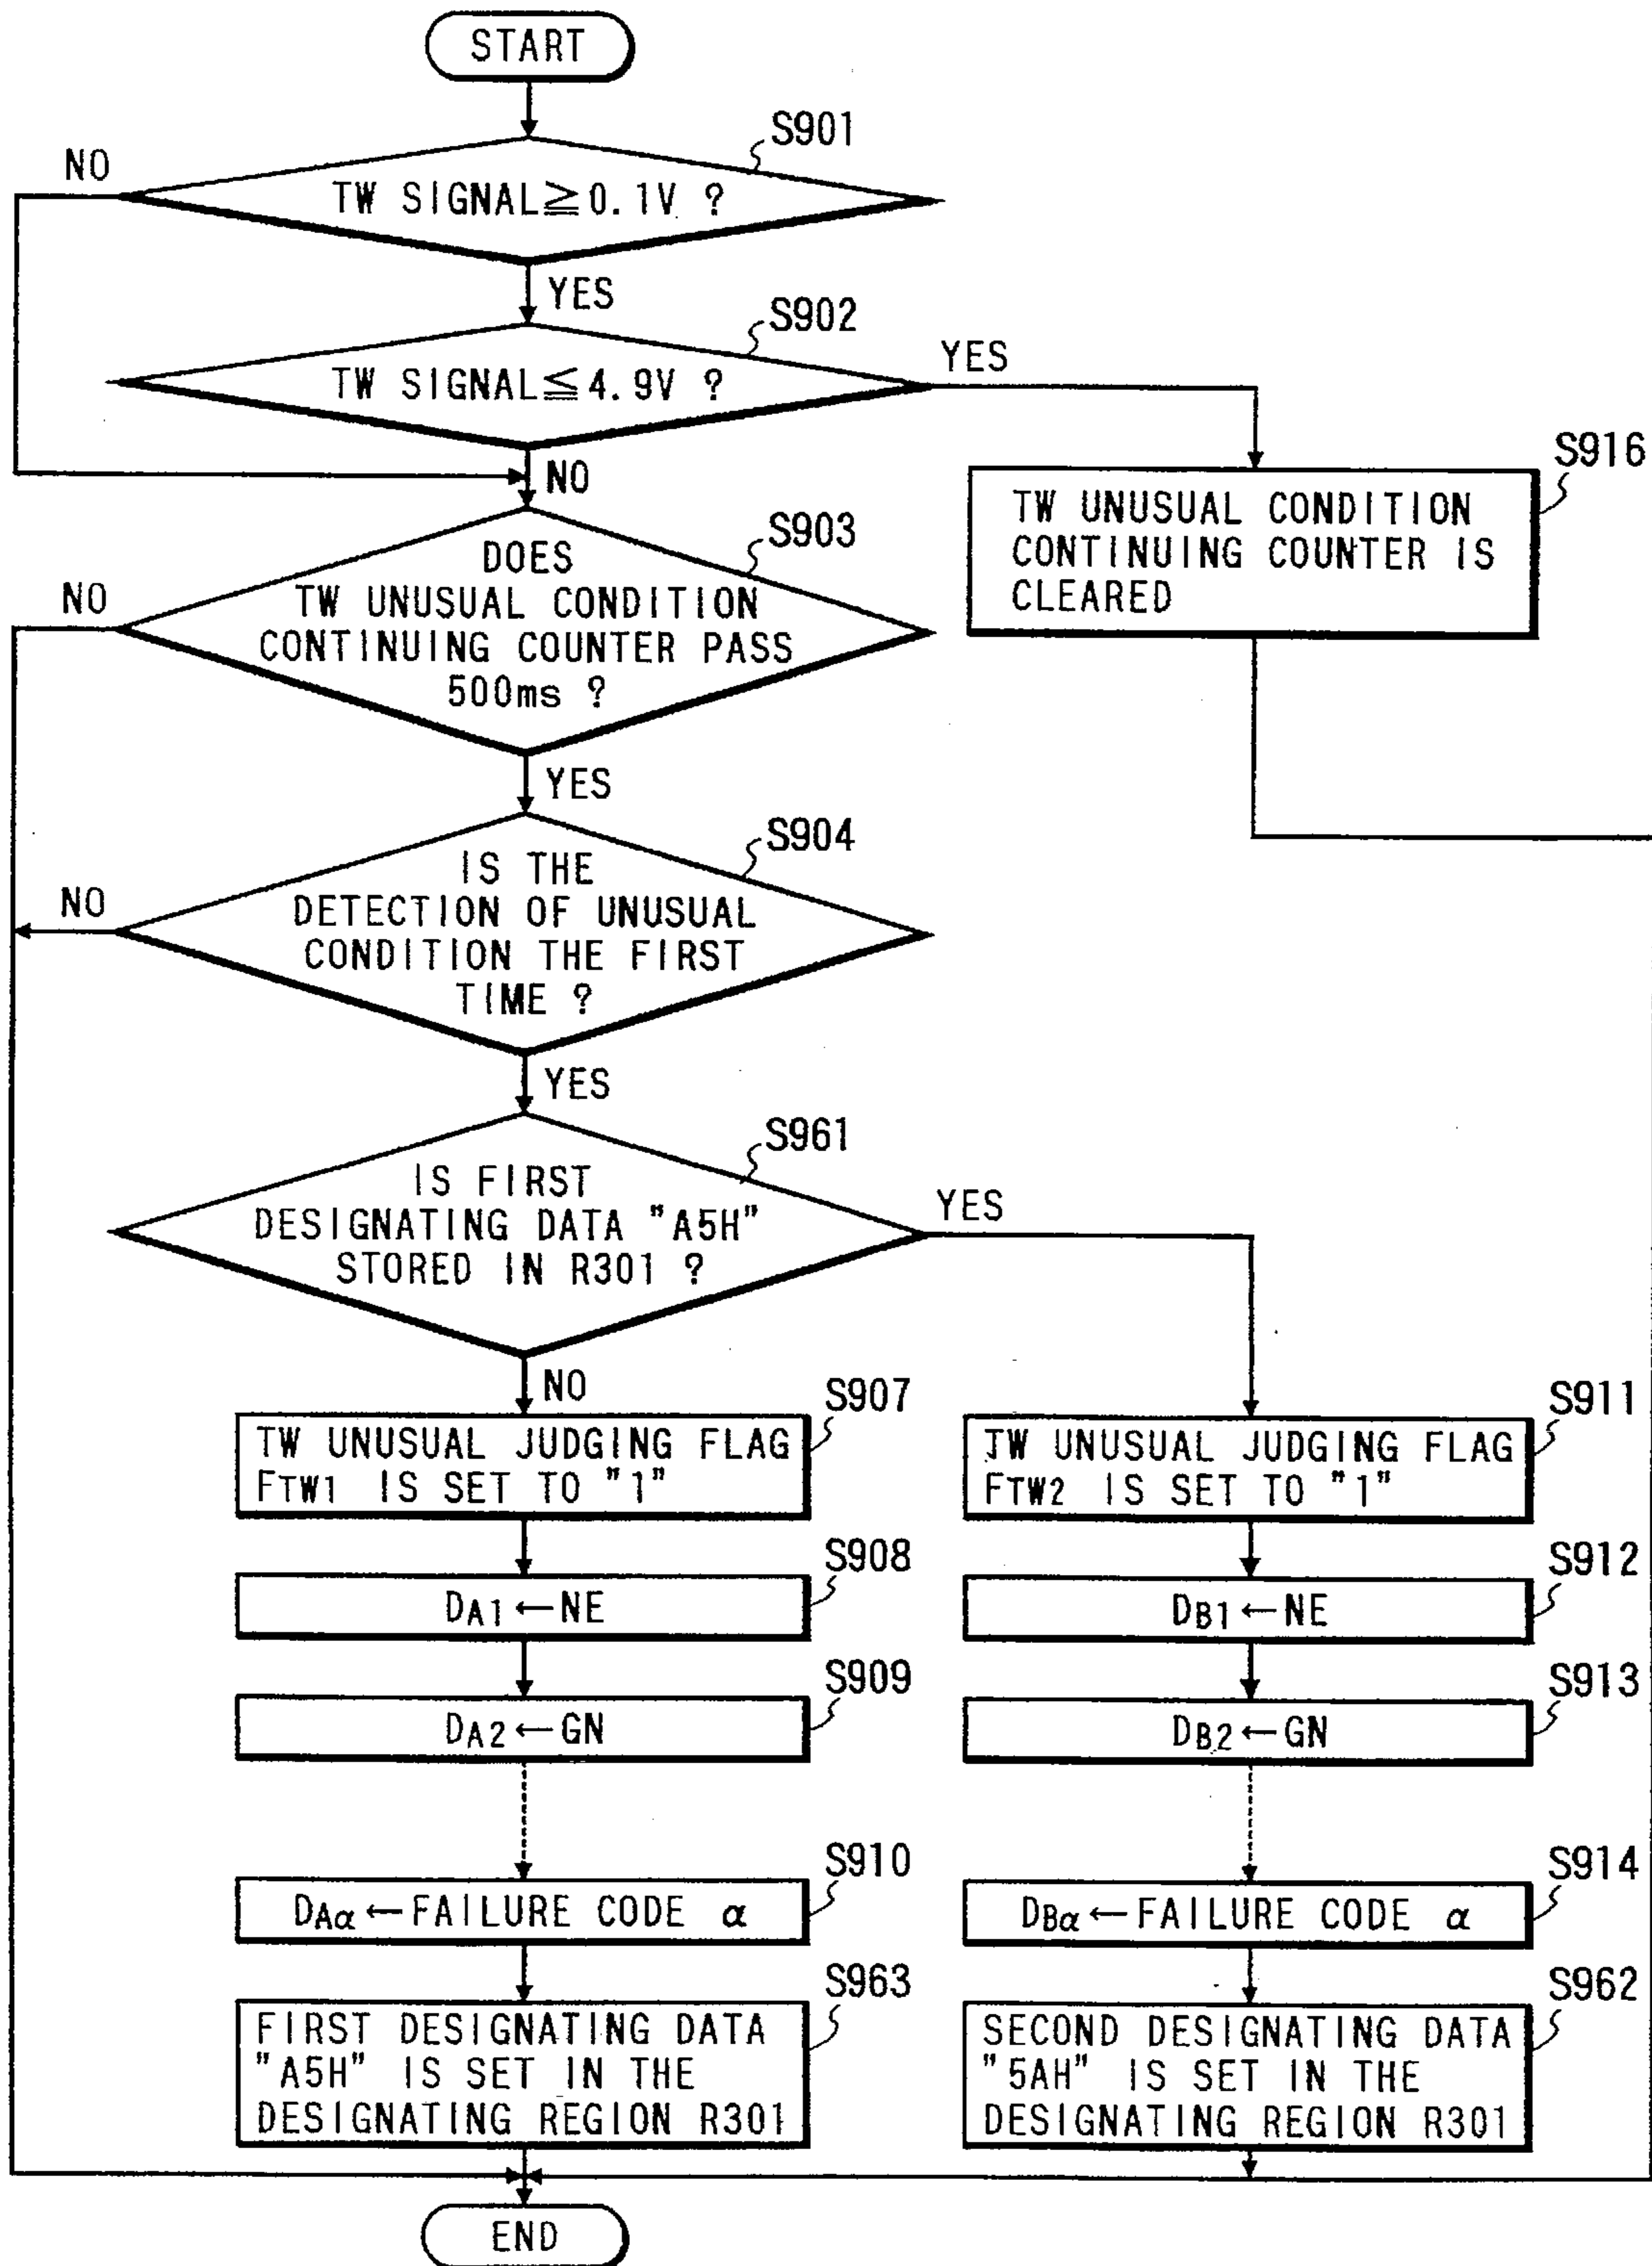 START
S901
NO
TW SIGNAL≧0.1V ?
YES
S902
TW SIGNAL≦4.9V ?
YES
NO
S916
TW UNUSUAL CONDITION
CONTINUING COUNTER IS
CLEARED
S903
NO
DOES
TW UNUSUAL CONDITION
CONTINUING COUNTER PASS
500ms ?
YES
S904
NO
IS THE
DETECTION OF UNUSUAL
CONDITION THE FIRST
TIME ?
YES
S961
IS FIRST
DESIGNATING DATA "A5H"
STORED IN R301 ?
YES
NO
S907
TW UNUSUAL JUDGING FLAG
FTW1 IS SET TO "1"
S911
TW UNUSUAL JUDGING FLAG
FTW2 IS SET TO "1"
S908
DA1←NE
S912
DB1←NE
S909
DA2←GN
S913
DB2←GN
S910
DAα←FAILURE CODE α
S914
DBα←FAILURE CODE α
S963
FIRST DESIGNATING DATA
"A5H" IS SET IN THE
DESIGNATING REGION R301
S962
SECOND DESIGNATING DATA
"5AH" IS SET IN THE
DESIGNATING REGION R301
END